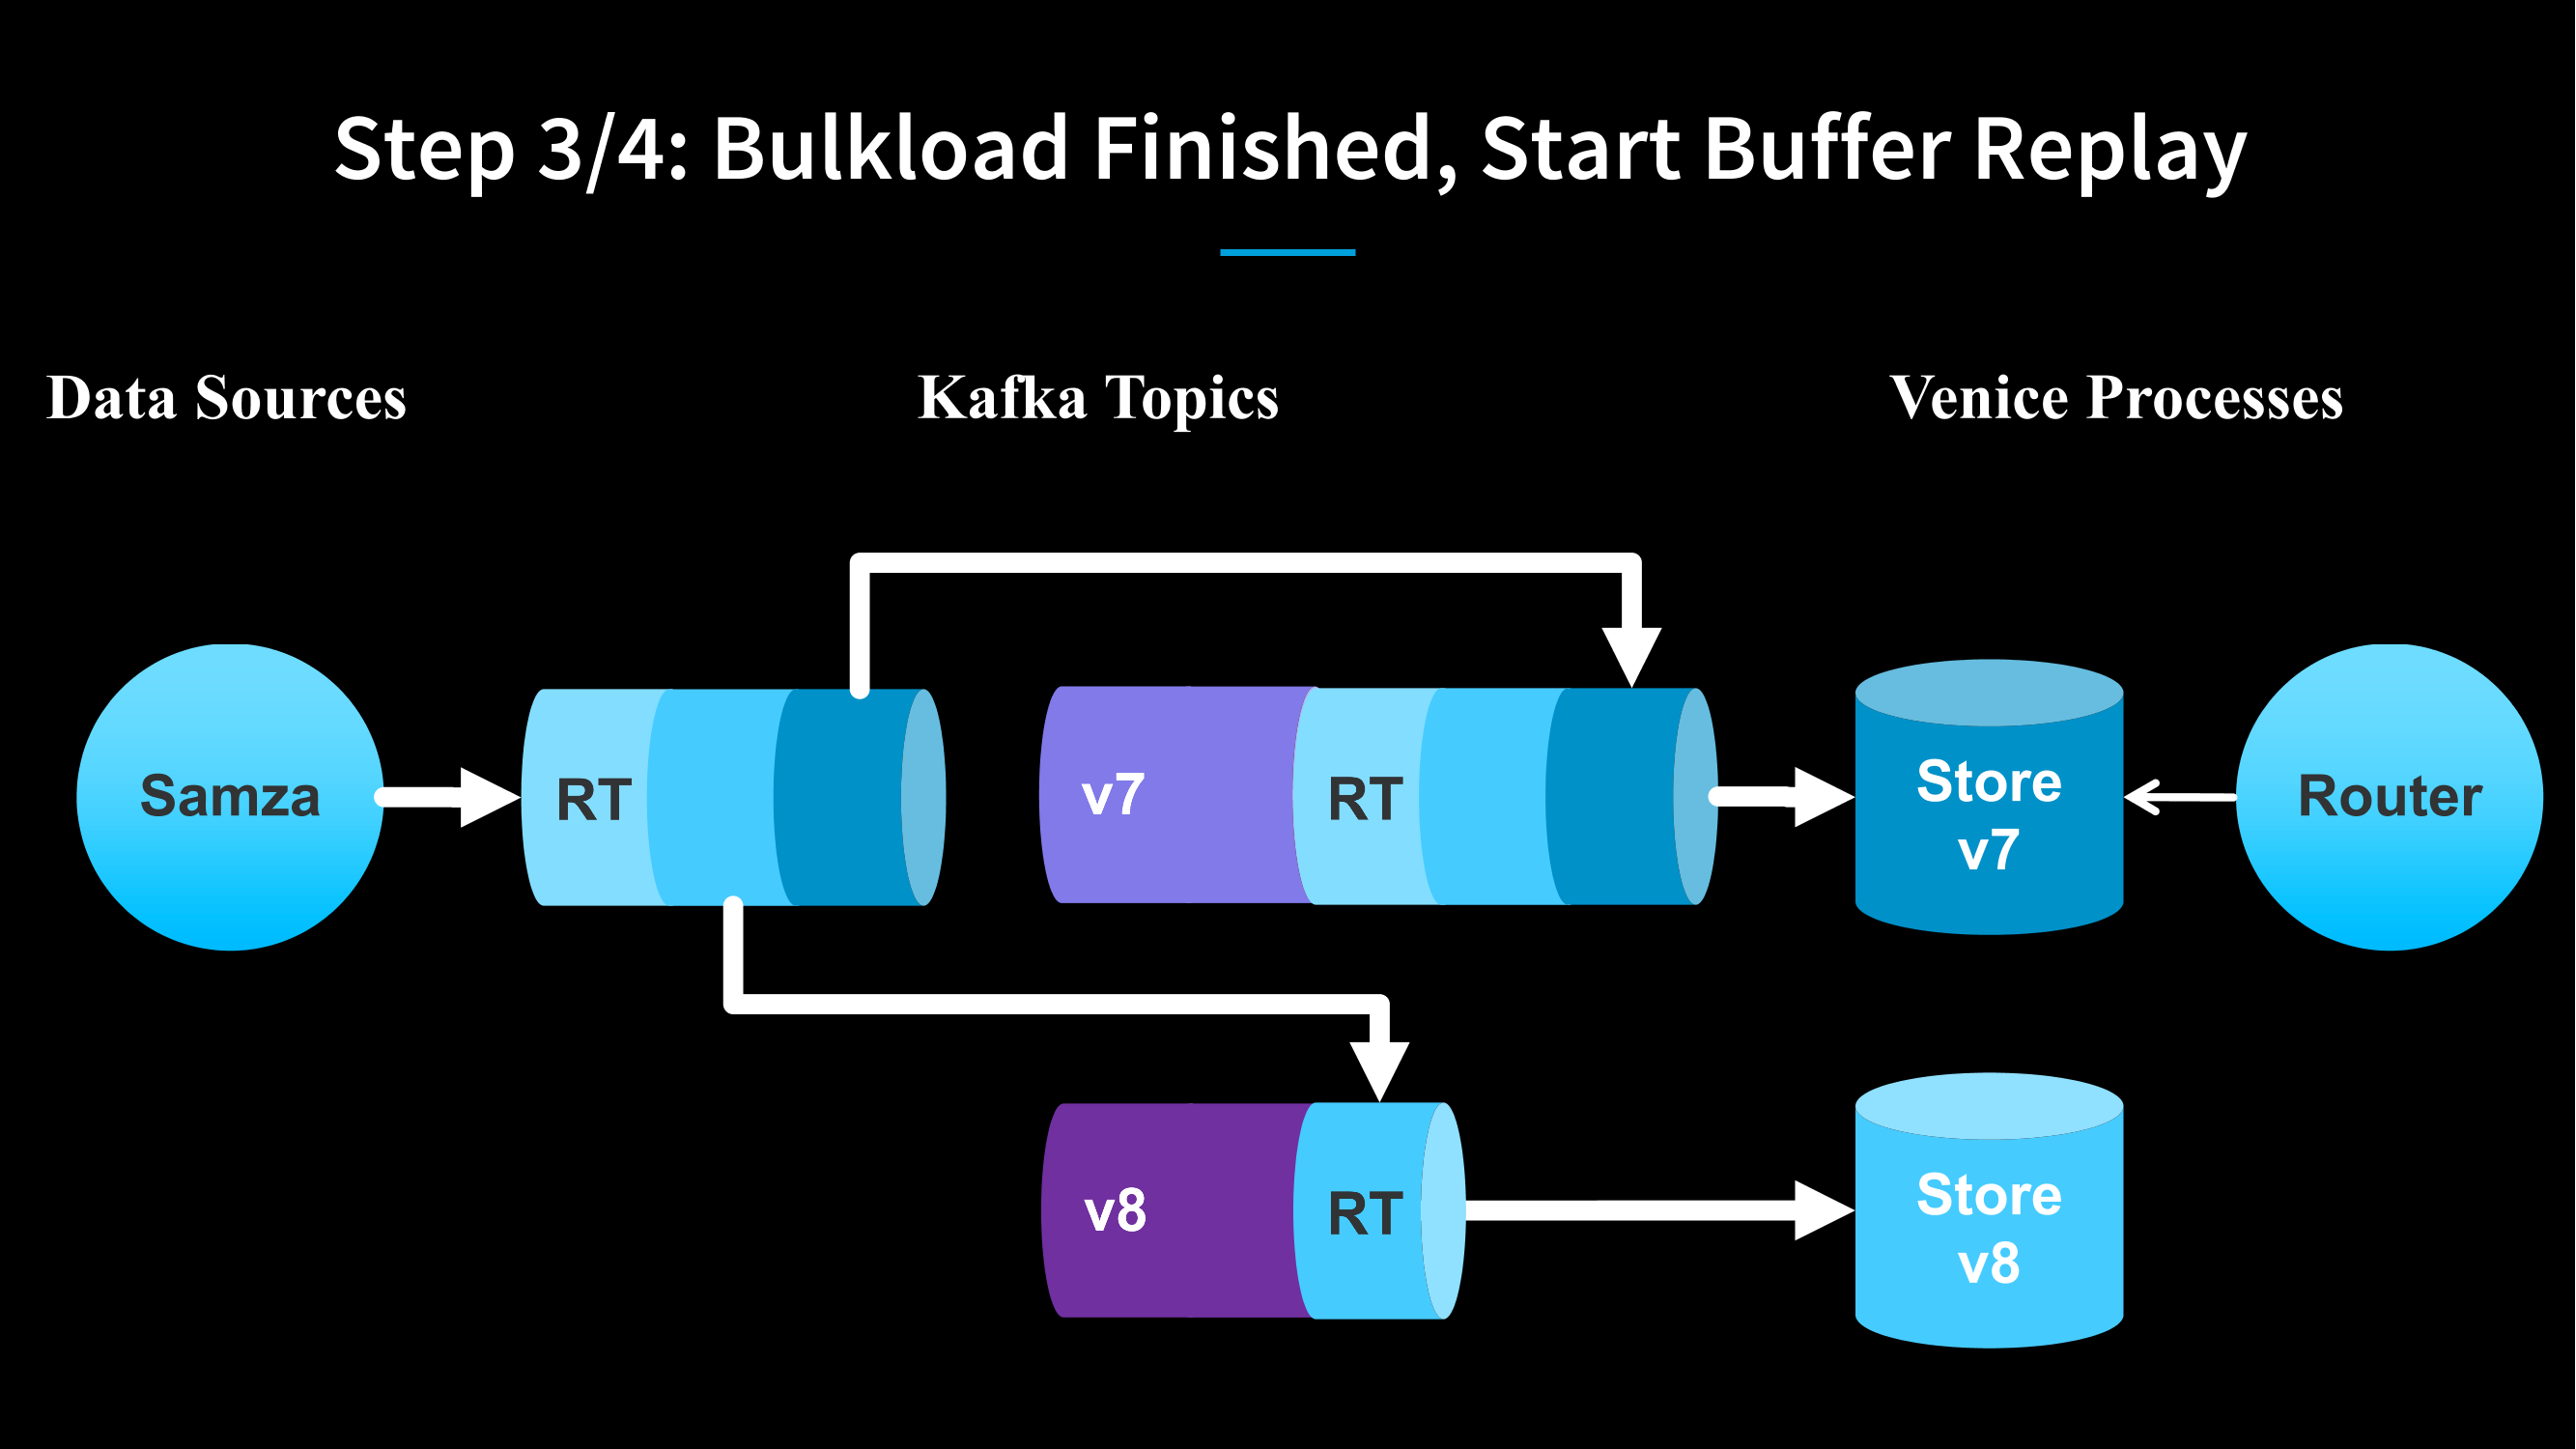 Step 3/4: Bulkload Finished, Start Buffer Replay
Data Sources
Kafka Topics
Venice Processes
Samza
RT
v7
RT
Store
v7
Router
v8
RT
Store
v8